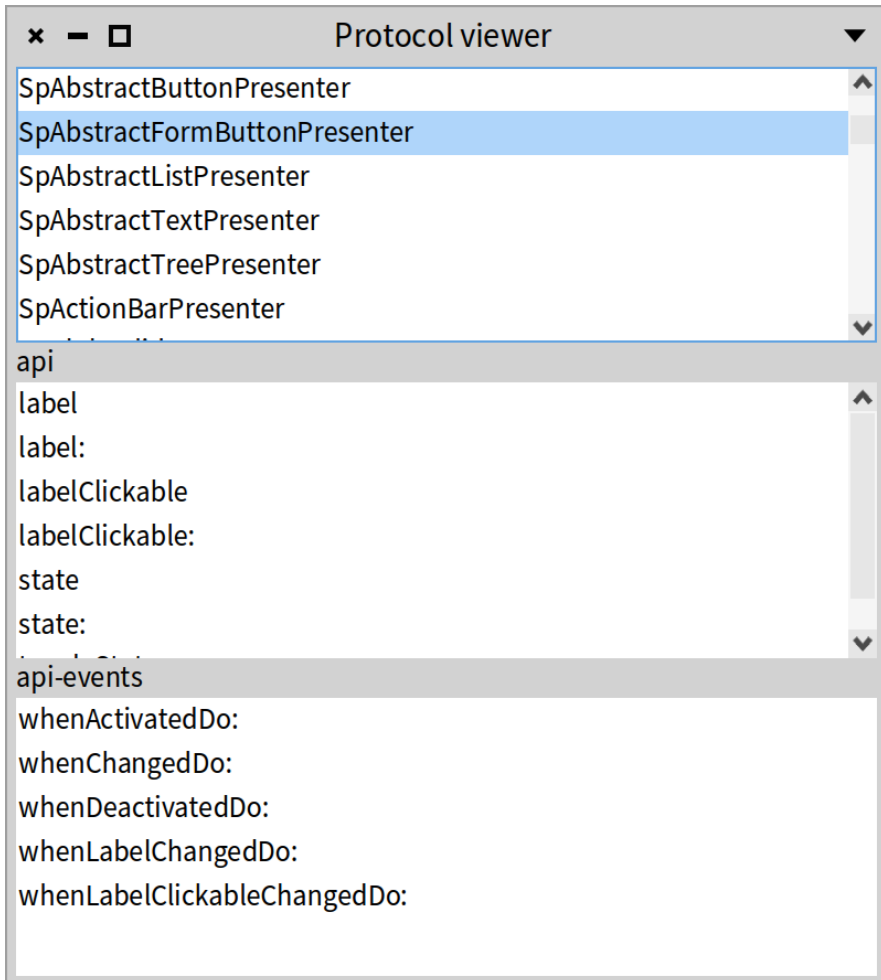 Protocol viewer
SpAbstractButtonPresenter
SpAbstractFormButtonPresenter
SpAbstractListPresenter
SpAbstractTextPresenter
SpAbstractTreePresenter
SpActionBarPresenter
api
label
label:
labelClickable
labelClickable:
state
state:
api-events
whenActivatedDo:
whenChangedDo:
whenDeactivatedDo:
whenLabelChangedDo:
whenLabelClickableChangedDo: